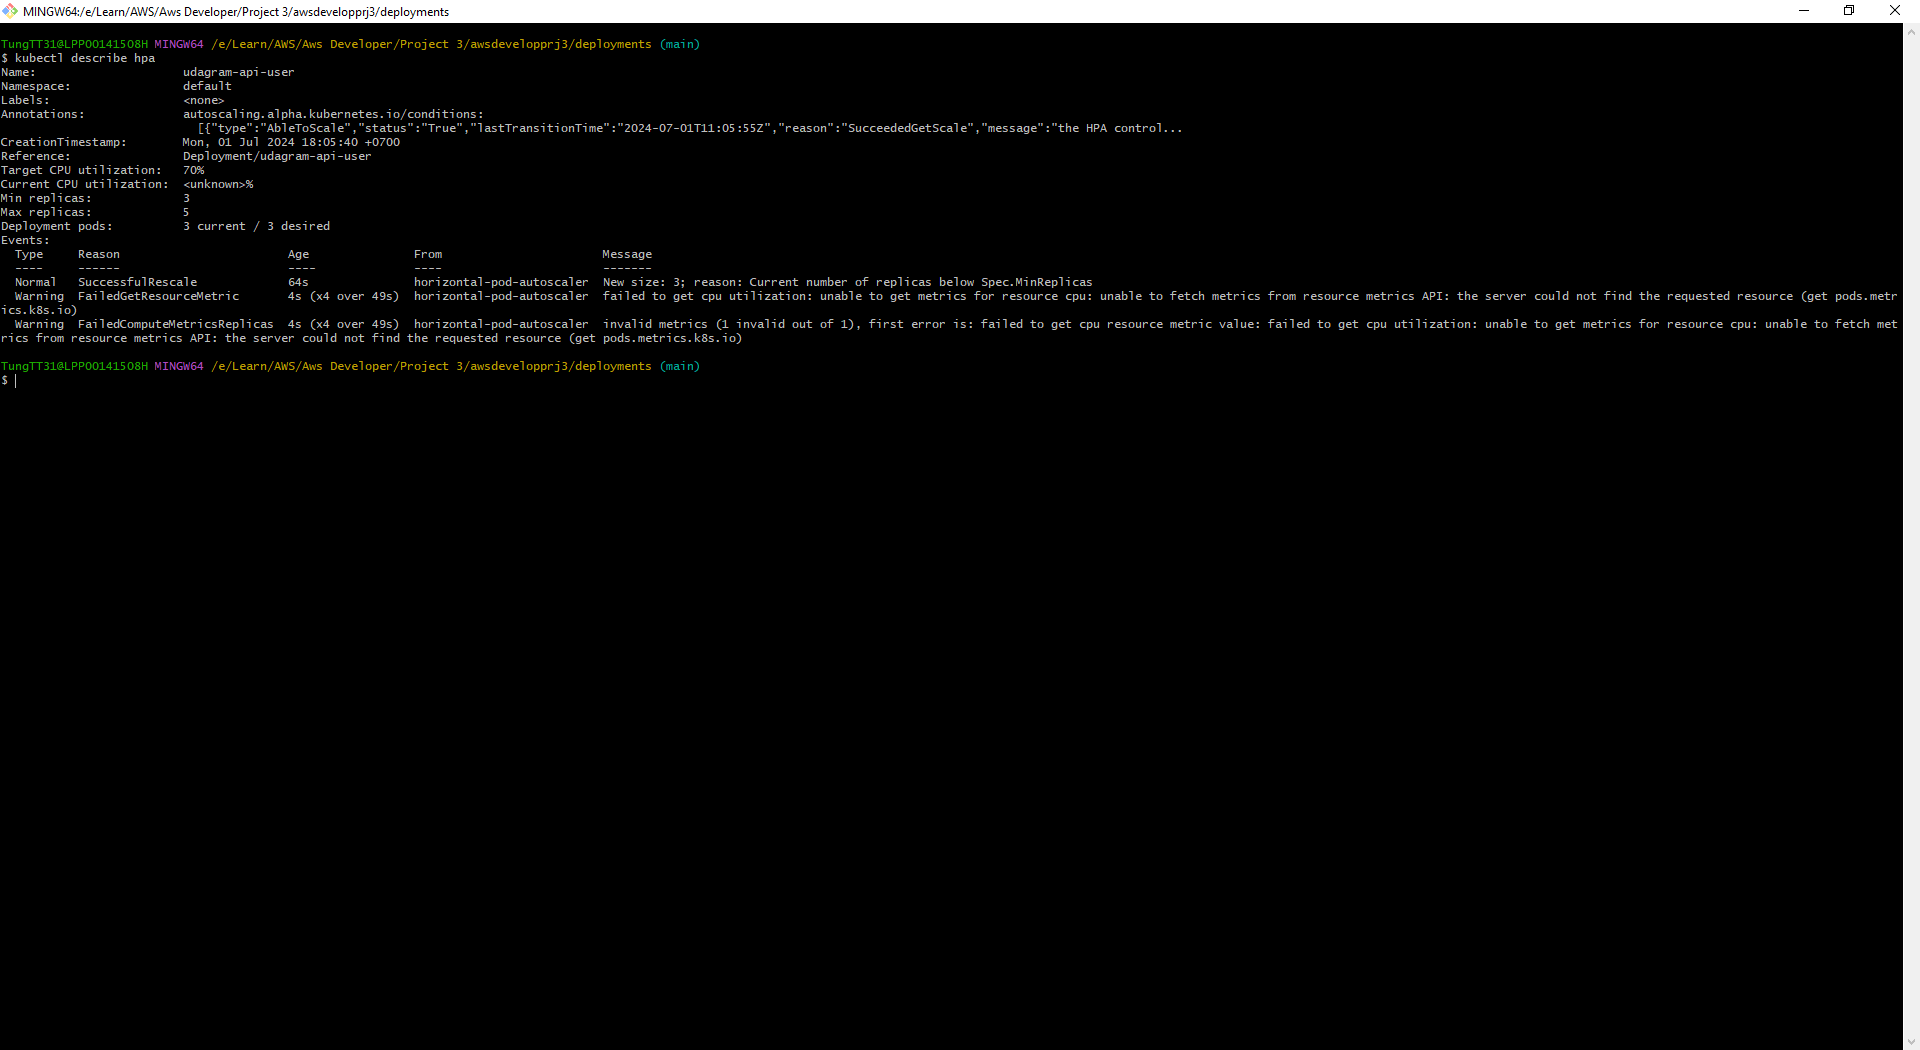 MINGW64:/e/Learn/AWS/Aws Developer/Project 3/awsdevelopprj3/deployments
TungTT31@LPP00141508H MINGW64 /e/Learn/AWS/Aws Developer/Project 3/awsdevelopprj3/deployments (main)
$ kubectl describe hpa
Name: udagram-api-user
Namespace: default
Labels: <none>
Annotations: autoscaling.alpha.kubernetes.io/conditions:
[{"type":"AbleToScale","status":"True","lastTransitionTime":"2024-07-01T11:05:55Z","reason":"SucceededGetScale","message":"the HPA control...
CreationTimestamp: Mon, 01 Jul 2024 18:05:40 +0700
Reference: Deployment/udagram-api-user
Target CPU utilization: 70%
Current CPU utilization: <unknown>%
Min replicas: 3
Max replicas: 5
Deployment pods: 3 current / 3 desired
Events:
Type Reason Age From Message
---- ------ ---- ---- -------
Normal SuccessfulRescale 64s horizontal-pod-autoscaler New size: 3; reason: Current number of replicas below Spec.MinReplicas
Warning FailedGetResourceMetric 4s (x4 over 49s) horizontal-pod-autoscaler failed to get cpu utilization: unable to get metrics for resource cpu: unable to fetch metrics from resource metrics API: the server could not find the requested resource (get pods.metr
ics.k8s.io)
Warning FailedComputeMetricsReplicas 4s (x4 over 49s) horizontal-pod-autoscaler invalid metrics (1 invalid out of 1), first error is: failed to get cpu resource metric value: failed to get cpu utilization: unable to get metrics for resource cpu: unable to fetch met
rics from resource metrics API: the server could not find the requested resource (get pods.metrics.k8s.io)
TungTT31@LPP00141508H MINGW64 /e/Learn/AWS/Aws Developer/Project 3/awsdevelopprj3/deployments (main)
$